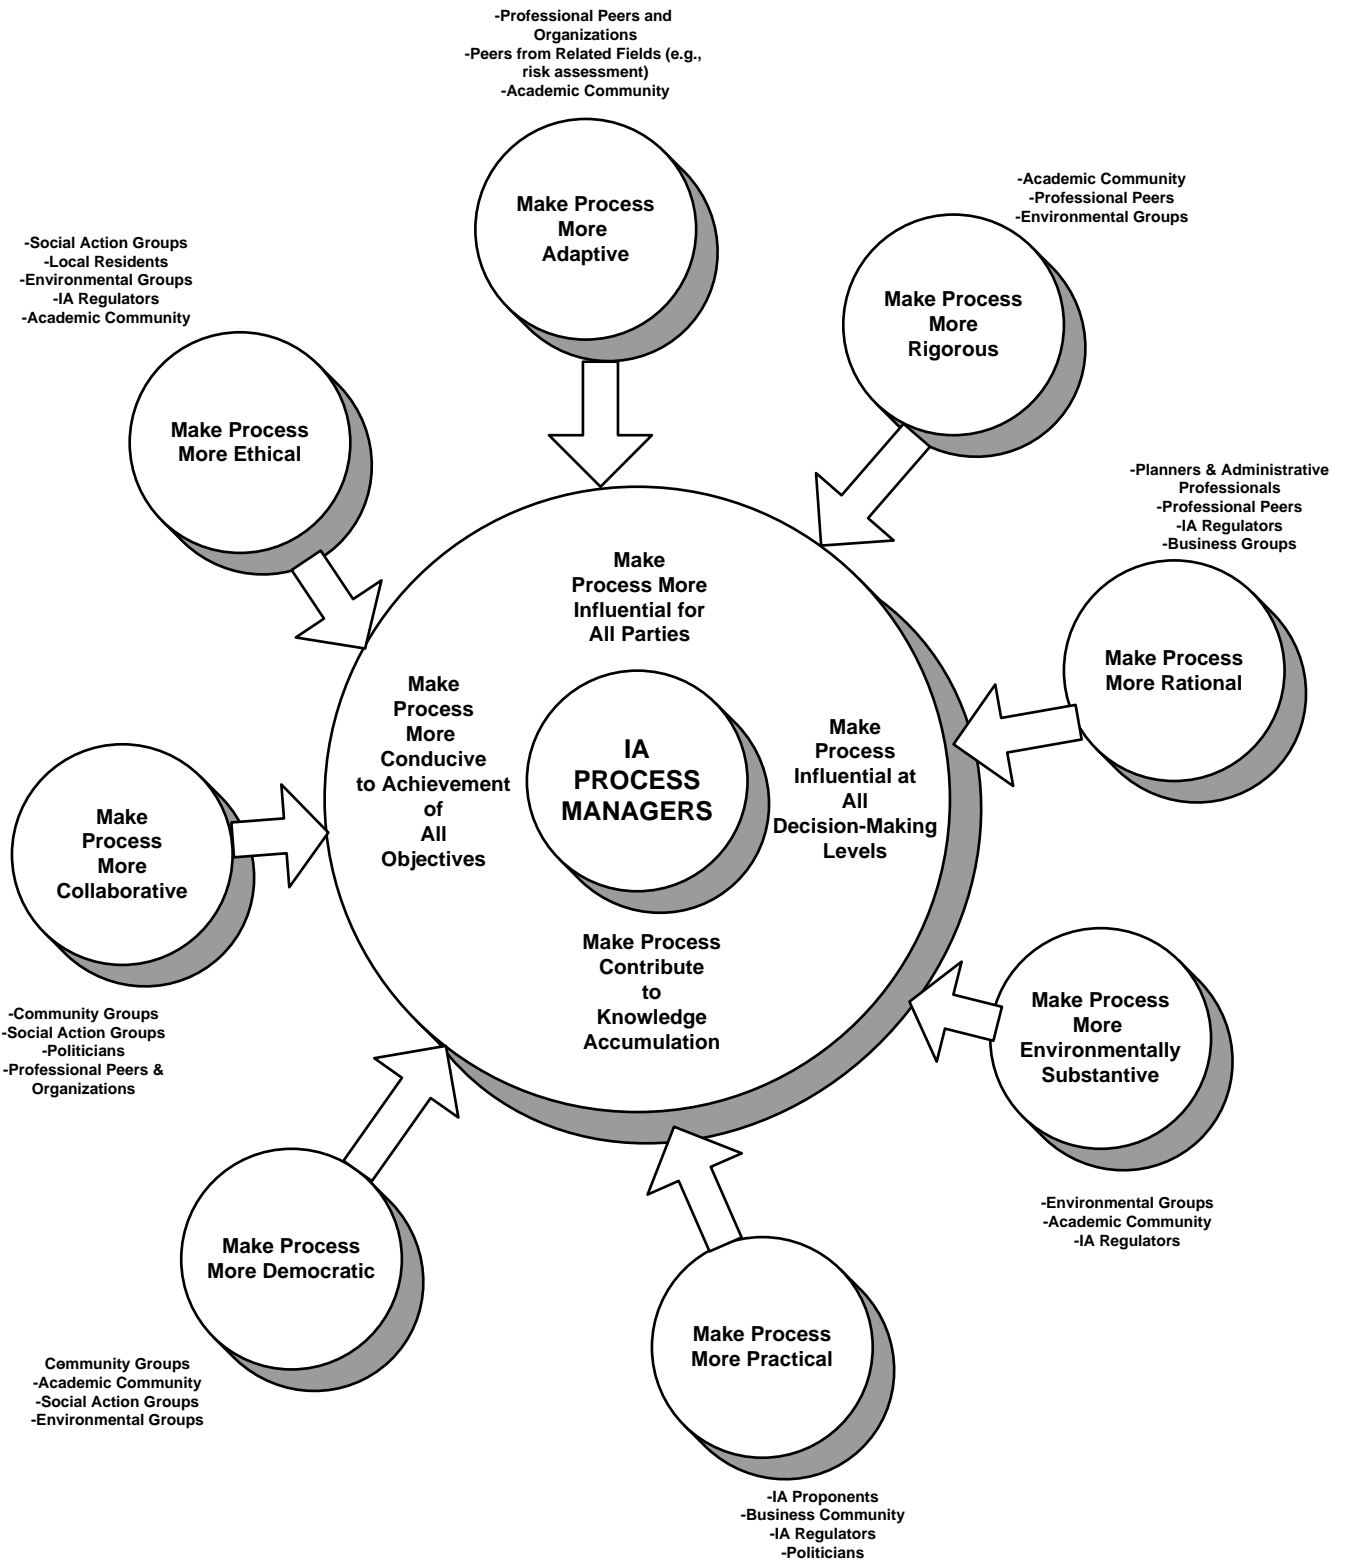 -Professional Peers and
Organizations
-Peers from Related Fields (e.g.,
risk assessment)
-Academic Community
Make Process
More
Adaptive
-Academic Community
-Professional Peers
-Environmental Groups
Make Process
More
Rigorous
-Social Action Groups
-Local Residents
-Environmental Groups
-IA Regulators
-Academic Community
Make Process
More Ethical
-Planners & Administrative
Professionals
-Professional Peers
-IA Regulators
-Business Groups
Make Process
More Rational
Make
Process More
Influential for
All Parties
Make
Process
More
Conducive
to Achievement
of
All
Objectives
IA
PROCESS
MANAGERS
Make
Process
Influential at
All
Decision-Making
Levels
Make Process
Contribute
to
Knowledge
Accumulation
Make
Process
More
Collaborative
-Community Groups
-Social Action Groups
-Politicians
-Professional Peers &
Organizations
Make Process
More
Environmentally
Substantive
-Environmental Groups
-Academic Community
-IA Regulators
Make Process
More Democratic
Community Groups
-Academic Community
-Social Action Groups
-Environmental Groups
Make Process
More Practical
-IA Proponents
-Business Community
-IA Regulators
-Politicians